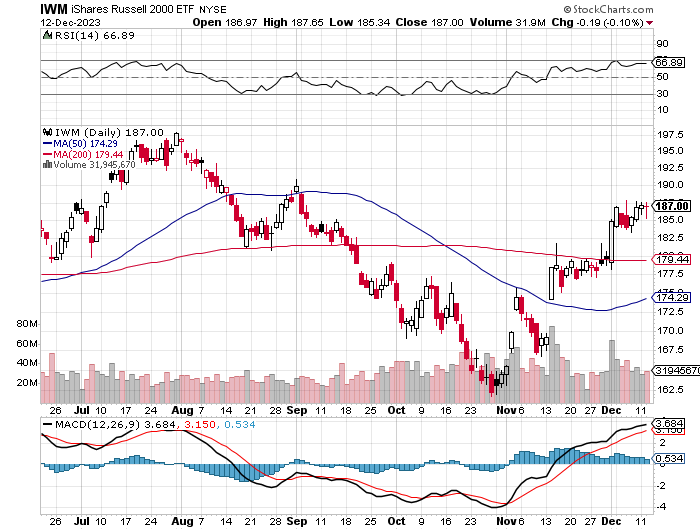 IWM iShares Russell 2000 ETF NYSE © StockCharts.com
12-Dec-2023 Open 186.97 High 187.65 Low 185.34 Close 187.00 Volume 31.9M Chg -0.19 (-0.10%)
RSI(14) 66.89
90
70
66.89
50
30
10
IWM (Daily) 187.00
MA(50) 174.29
MA(200) 179.44
Volume 31,945,670
197.5
195.0
192.5
190.0
187.5
187.00
185.0
182.5
180.0
179.44
177.5
175.0
174.29
172.5
170.0
167.5
165.0
31945670
162.5
80M
60M
40M
20M
26 Jul 10 17 24 Aug 7 14 21 28 Sep 11 18 25 Oct 9 16 23 Nov 6 13 20 27 Dec 11
MACD(12,26,9) 3.684, 3.150, 0.534
3.684
3.150
2
0.534
0
-2
-4